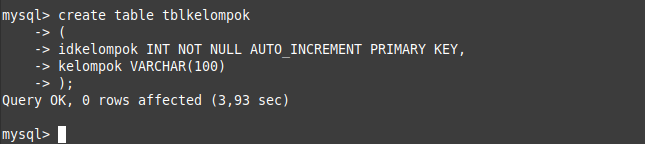 mysql> create table tblkelompok
    -> (
    -> idkelompok INT NOT NULL AUTO_INCREMENT PRIMARY KEY,
    -> kelompok VARCHAR(100)
    -> );
Query OK, 0 rows affected (3,93 sec)
mysql>